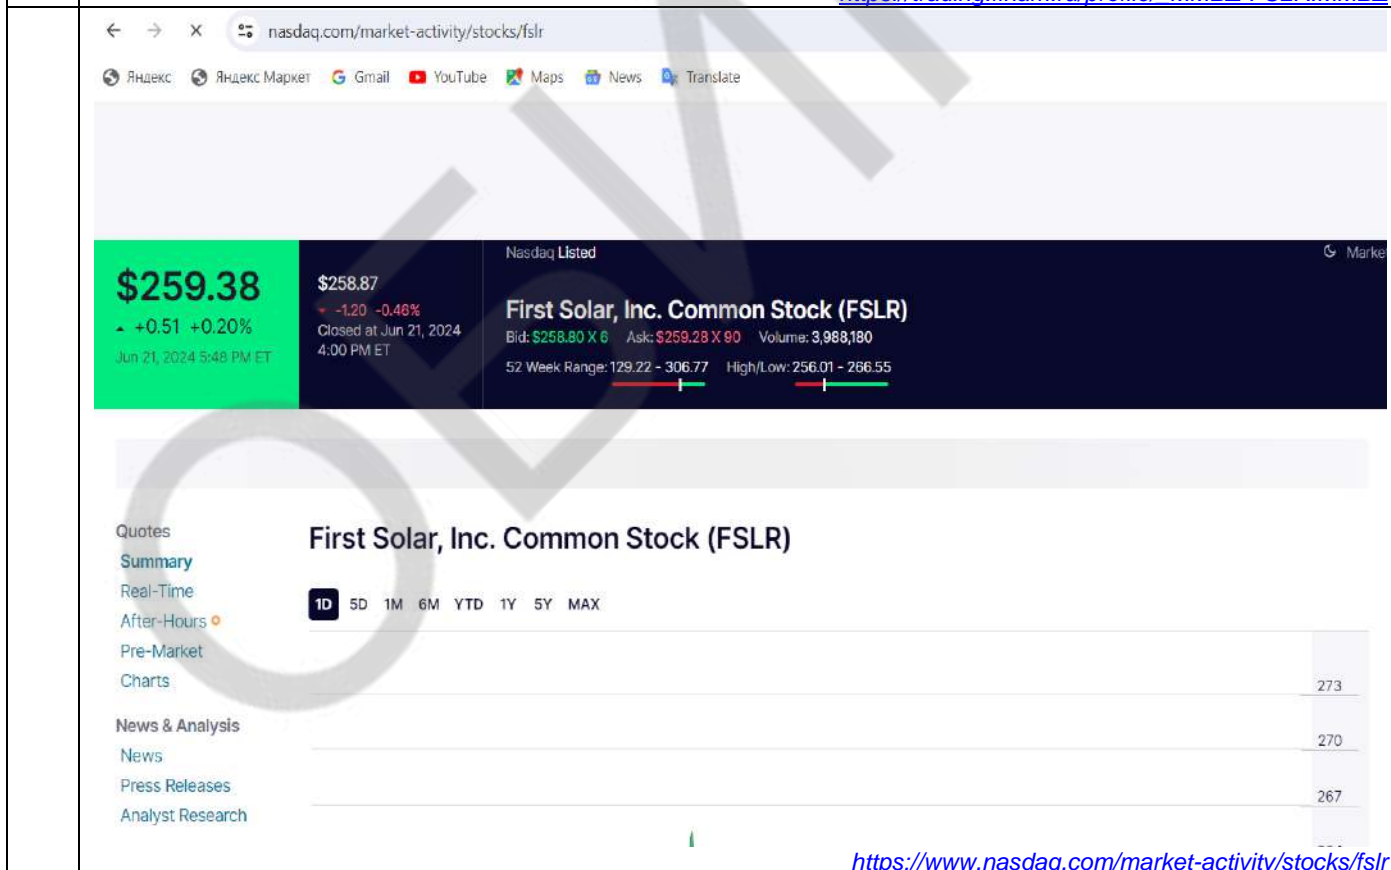 nasdaq.com/market-activity/stocks/fslr
Яндекс Яндекс Маркет Gmail YouTube Maps News Translate
$259.38
+0.51 +0.20%
Jun 21, 2024 5:48 PM ET
$258.87
-1.20 -0.46%
Closed at Jun 21, 2024
4:00 PM ET
Nasdaq Listed
Market
First Solar, Inc. Common Stock (FSLR)
Bid: $258.80 X 6 Ask: $259.28 X 90 Volume: 3,988,180
52 Week Range: 129.22 - 306.77 High/Low: 256.01 - 266.55
Quotes
Summary
Real-Time
After-Hours
Pre-Market
Charts
News & Analysis
News
Press Releases
Analyst Research
First Solar, Inc. Common Stock (FSLR)
1D 5D 1M 6M YTD 1Y 5Y MAX
273
270
267
https://www.nasdaq.com/market-activity/stocks/fslr